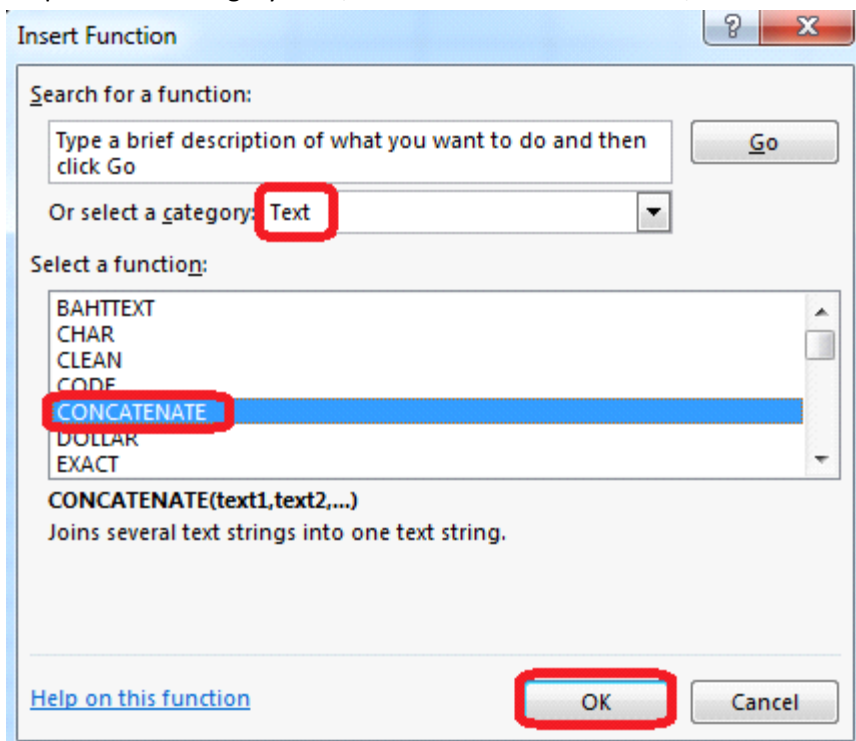 Insert Function
? X
Search for a function:
Type a brief description of what you want to do and then
click Go
Go
Or select a category: Text
Select a function:
BAHTTEXT
CHAR
CLEAN
CODE
CONCATENATE
DOLLAR
EXACT
CONCATENATE(text1,text2,...)
Joins several text strings into one text string.
Help on this function
OK
Cancel